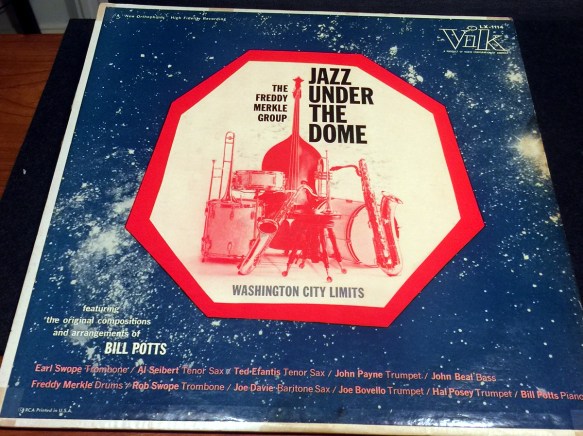 "New Orthophonic" High Fidelity Recording
LX-1114
Vik
THE
FREDDY
MERKLE
GROUP
JAZZ
UNDER
THE
DOME
WASHINGTON CITY LIMITS
featuring
the original compositions
and arrangements of
BILL POTTS
Earl Swope Trombone / Al Seibert Tenor Sax / Ted Efantis Tenor Sax / John Payne Trumpet / John Beal Bass
Freddy Merkle Drums / Rob Swope Trombone / Joe Davie Baritone Sax / Joe Bovello Trumpet / Hal Posey Trumpet / Bill Potts Piano
RCA Printed in U.S.A.